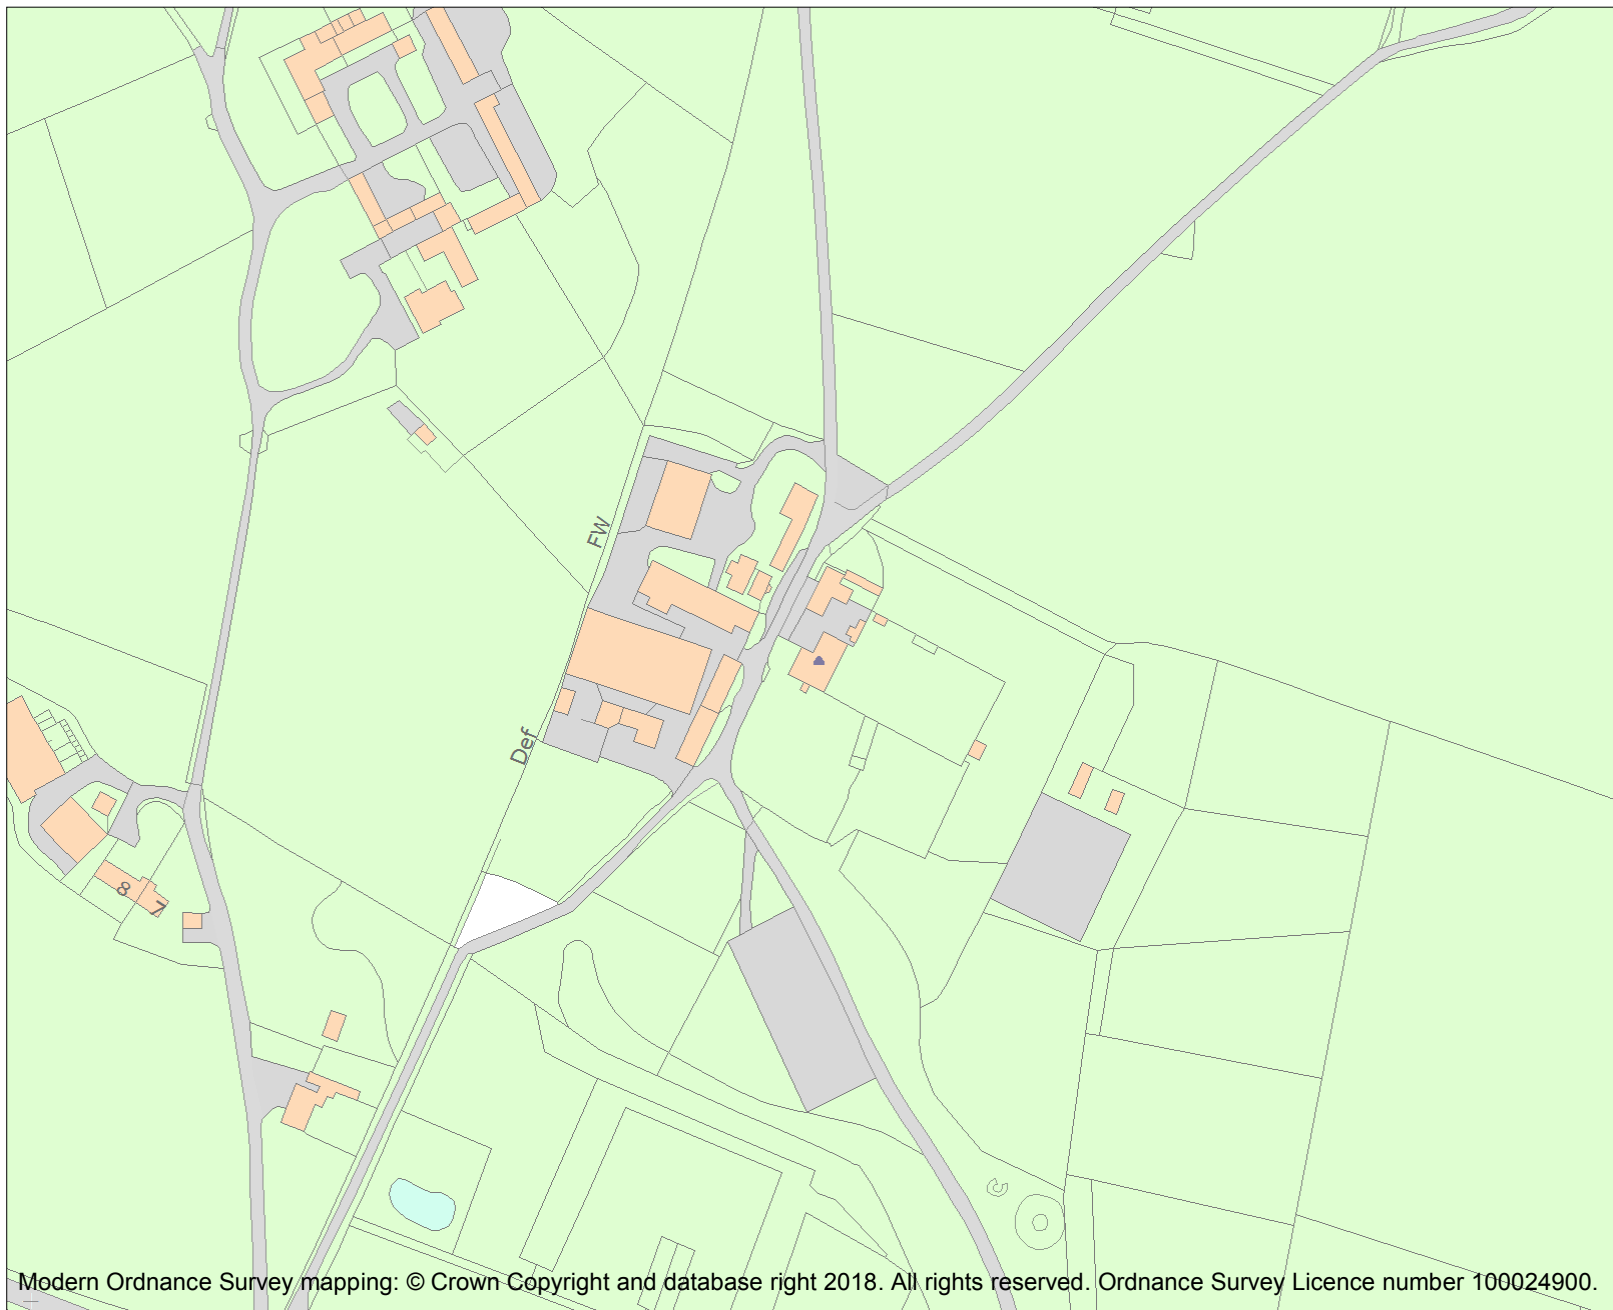 FW
Def
8
7
Modern Ordnance Survey mapping: © Crown Copyright and database right 2018. All rights reserved. Ordnance Survey Licence number 100024900.